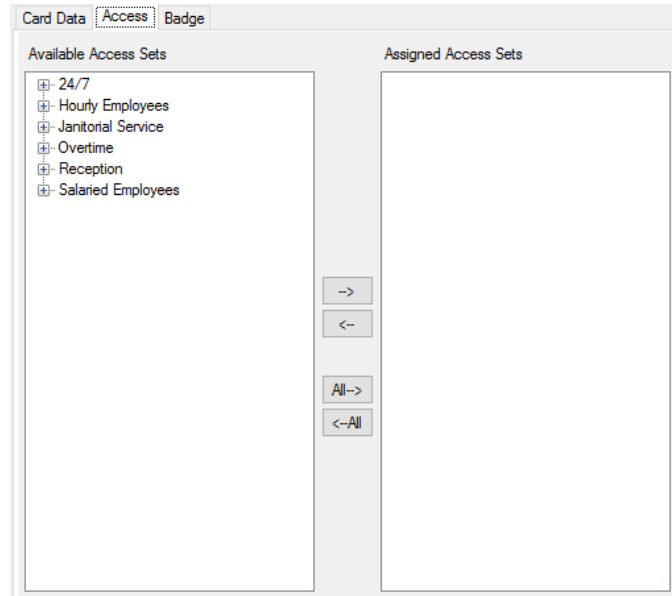 Card Data Access Badge
Available Access Sets
Assigned Access Sets
24/7
Hourly Employees
Janitorial Service
Overtime
Reception
Salaried Employees
-->
<--
All-->
<--All